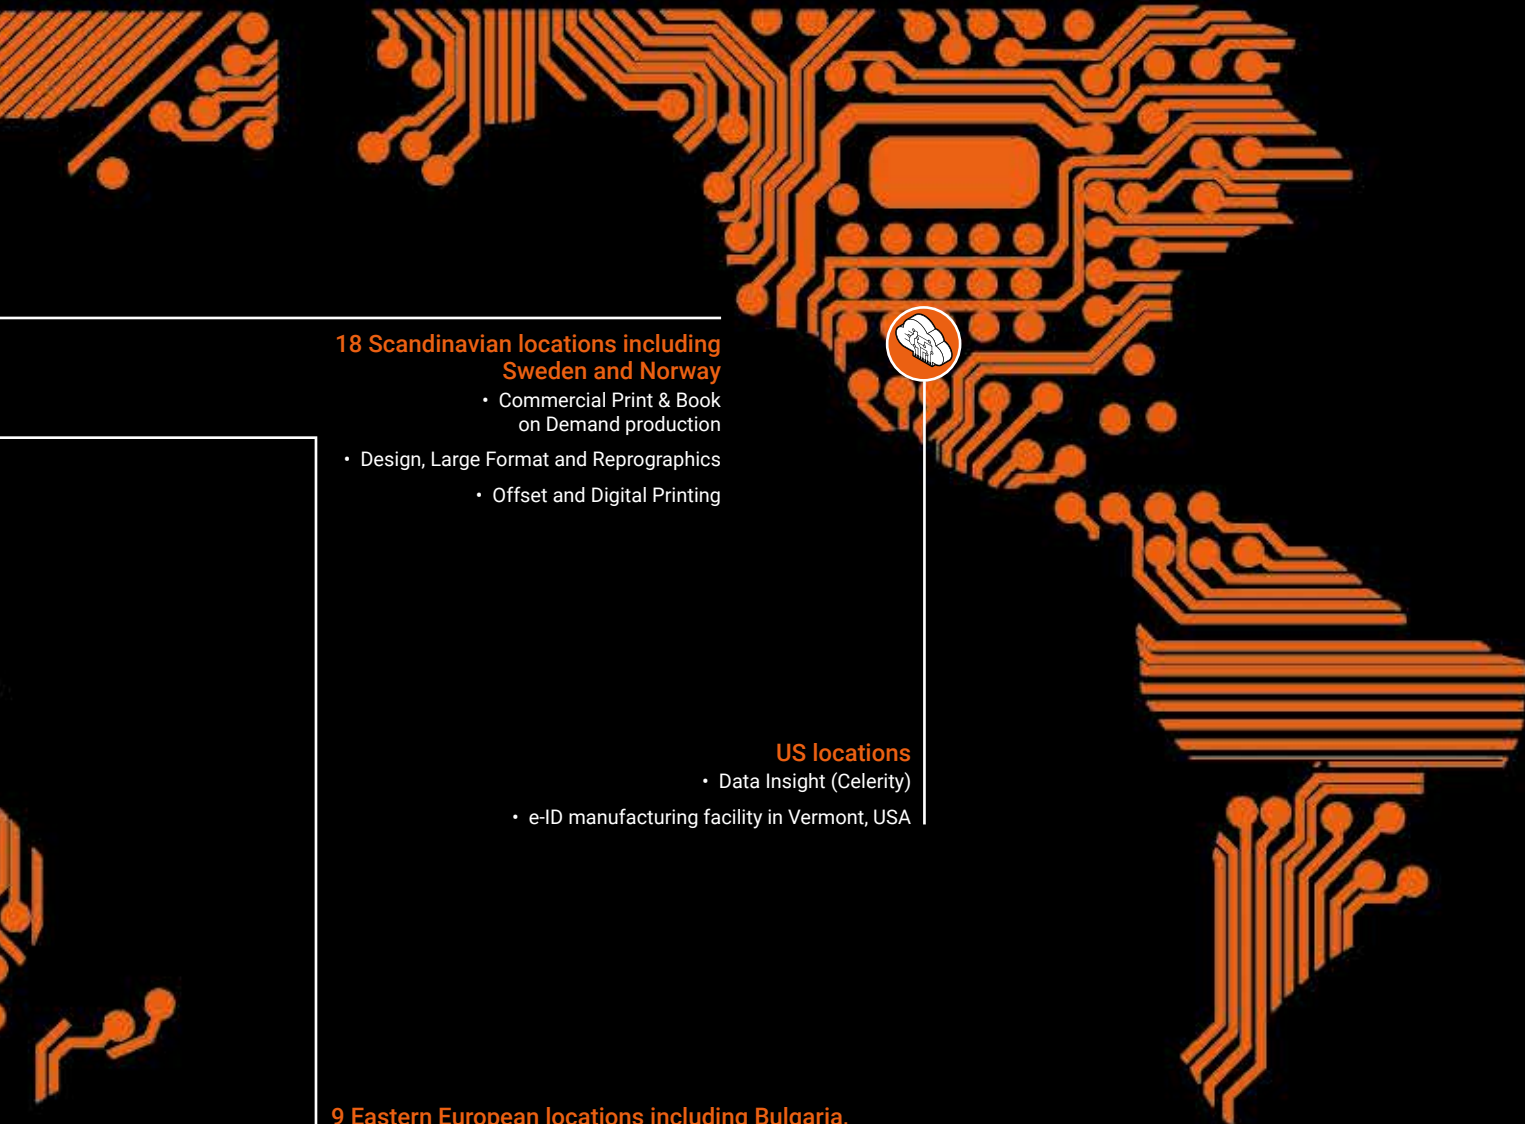 18 Scandinavian locations including
Sweden and Norway
• Commercial Print & Book
on Demand production
• Design, Large Format and Reprographics
• Offset and Digital Printing
US locations
• Data Insight (Celerity)
• e-ID manufacturing facility in Vermont, USA
9 Eastern European locations including Bulgaria,